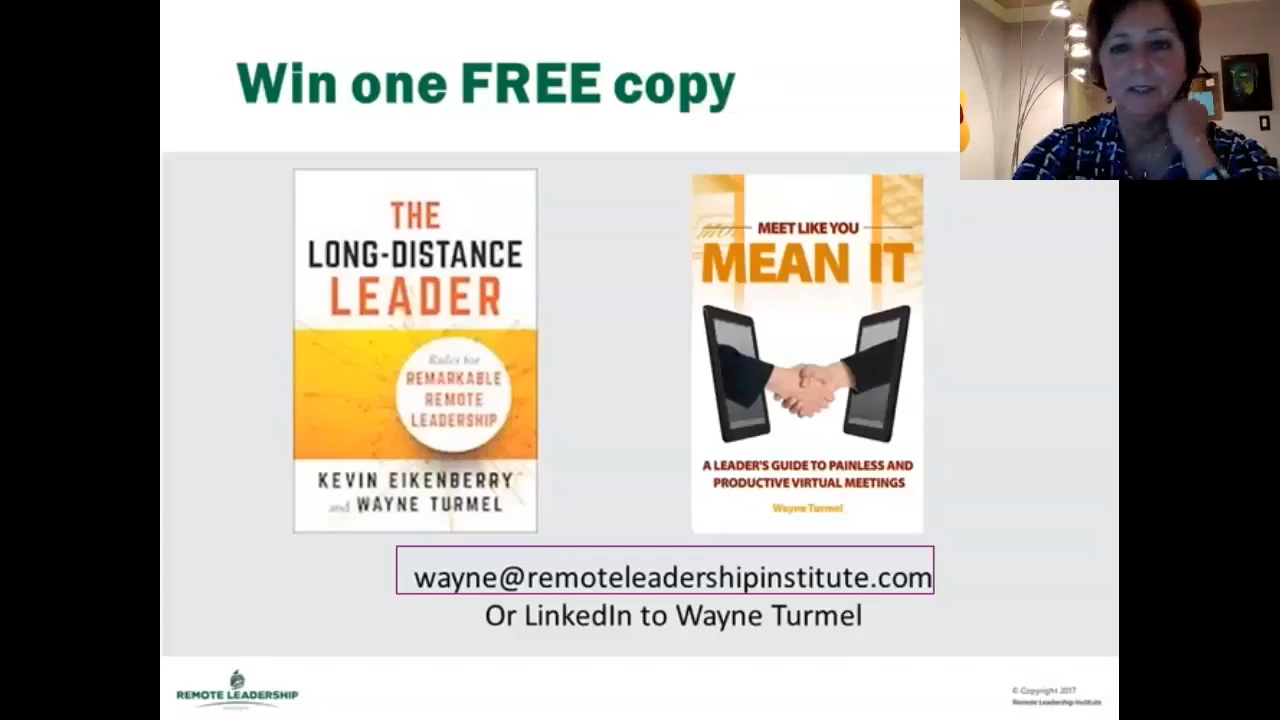 Win one FREE copy
THE
LONG-DISTANCE
LEADER
Rules for
REMARKABLE
REMOTE
LEADERSHIP
KEVIN EIKENBERRY
and WAYNE TURMEL
MEET LIKE YOU
MEAN IT
A LEADER'S GUIDE TO PAINLESS AND
PRODUCTIVE VIRTUAL MEETINGS
Wayne Turmel
wayne@remoteleadershipinstitute.com
Or LinkedIn to Wayne Turmel
REMOTE LEADERSHIP
INSTITUTE
© Copyright 2017
Remote Leadership Institute